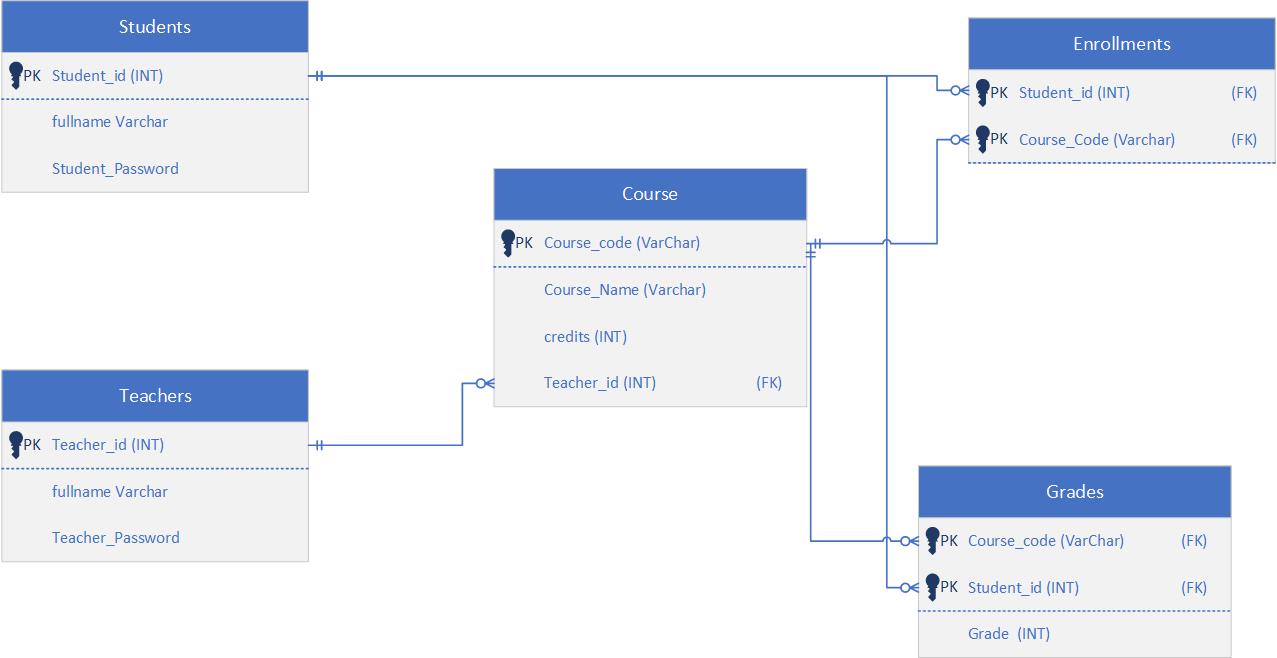 Students
PK Student_id (INT)
fullname Varchar
Student_Password
Enrollments
PK Student_id (INT) (FK)
PK Course_Code (Varchar) (FK)
Course
PK Course_code (VarChar)
Course_Name (Varchar)
credits (INT)
Teacher_id (INT) (FK)
Teachers
PK Teacher_id (INT)
fullname Varchar
Teacher_Password
Grades
PK Course_code (VarChar) (FK)
PK Student_id (INT) (FK)
Grade (INT)